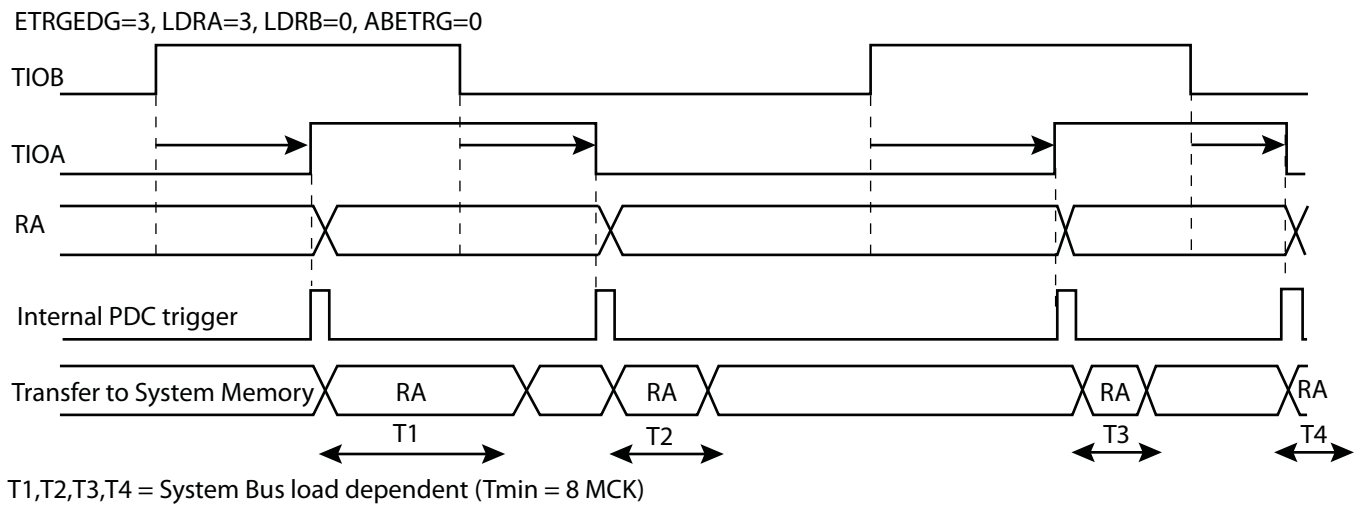 ETRGEDG=3, LDRA=3, LDRB=0, ABETRG=0
TIOB
TIOA
RA
Internal PDC trigger
Transfer to System Memory
RA
RA
RA
RA
T1
T2
T3
T4
T1,T2,T3,T4 = System Bus load dependent (Tmin = 8 MCK)